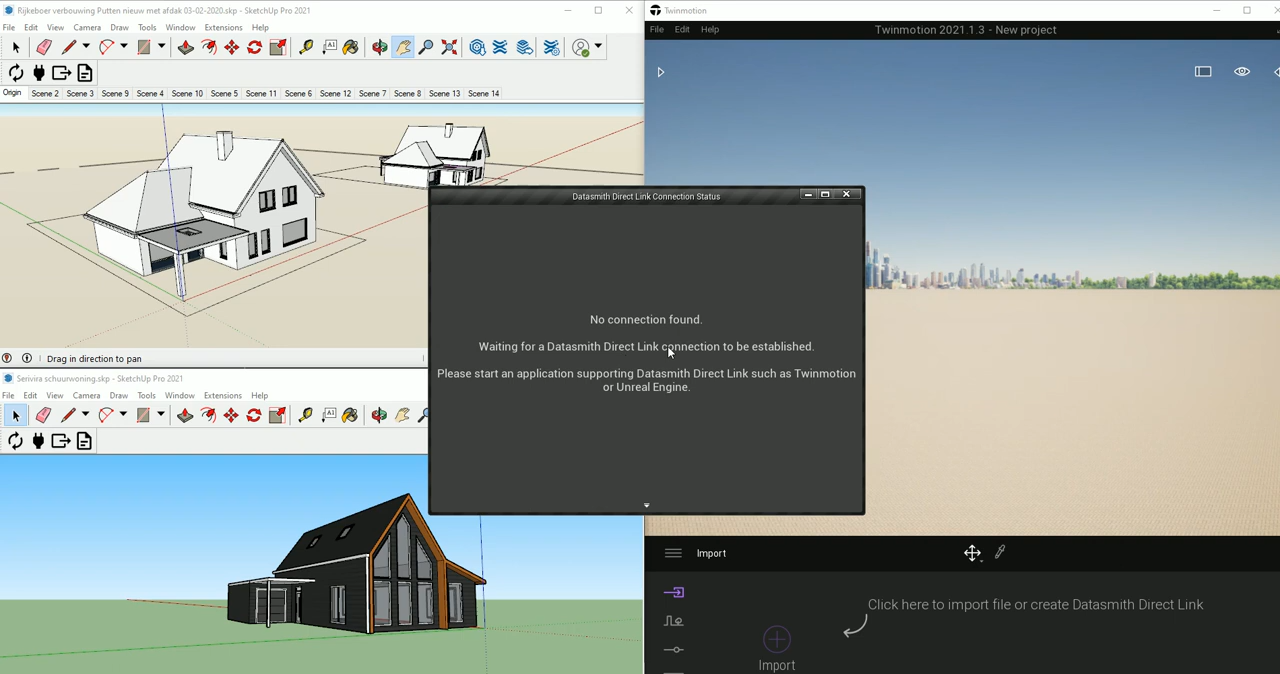 Rijkeboer verbouwing Putten nieuw met afdak 03-02-2020.skp - SketchUp Pro 2021
File Edit View Camera Draw Tools Window Extensions Help
Origin Scene 2 Scene 3 Scene 9 Scene 4 Scene 10 Scene 5 Scene 11 Scene 6 Scene 12 Scene 7 Scene 8 Scene 13 Scene 14
Drag in direction to pan
Serivira schuurwoning.skp - SketchUp Pro 2021
File Edit View Camera Draw Tools Window Extensions Help
Datasmith Direct Link Connection Status
No connection found.
Waiting for a Datasmith Direct Link connection to be established.
Please start an application supporting Datasmith Direct Link such as Twinmotion
or Unreal Engine.
Twinmotion
File Edit Help
Twinmotion 2021.1.3 - New project
Import
Click here to import file or create Datasmith Direct Link
Import